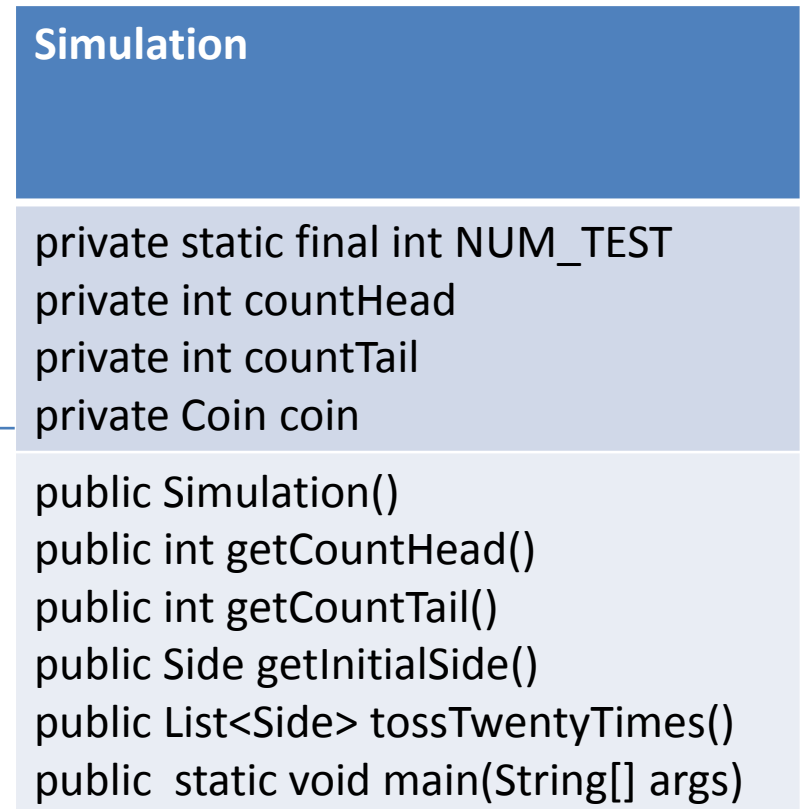 Simulation
private static final int NUM_TEST
private int countHead
private int countTail
private Coin coin
public Simulation()
public int getCountHead()
public int getCountTail()
public Side getInitialSide()
public List<Side> tossTwentyTimes()
public  static void main(String[] args)